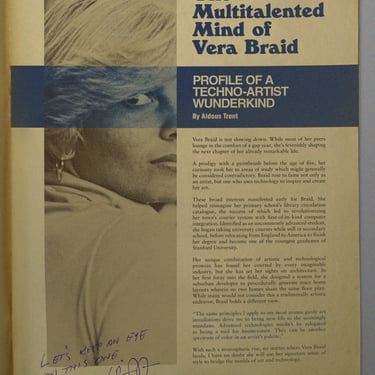 Multitalented
Mind of
Vera Braid
PROFILE OF A
TECHNO-ARTIST
WUNDERKIND
By Aldous Trent
Vera Braid is not slowing down. While most of her peers
lounge in the comfort of a gap year, she's feverishly shaping
the next chapter of her already remarkable life.
A prodigy with a paintbrush before the age of five, her
curiosity took her to areas of study which might generally
be considered contradictory. Braid rose to fame not only as
an artist, but one who uses technology to inspire and create
her art.
These broad interests manifested early for Braid. She
helped reimagine her primary school's library circulation
catalogue, the success of which led to revolutionizing
her town's courier system with first-of-its-kind computer
integration. Identified as an uncommonly advanced student,
she began taking university courses while still in secondary
school, before relocating from England to America to finish
her degree and become one of the youngest graduates of
Stanford University.
Her unique combination of artistic and technological
prowess has found her courted by every imaginable
industry, but she has set her sights on architecture. In
her first foray into the field, she designed a system for a
suburban developer to procedurally generate tract home
layouts wherein no two homes share the same floor plan.
While many would not consider this a traditionally artistic
endeavor, Braid holds a different view.
"The same principles I apply to my most avante garde art
installations drive me to bring new life to the seemingly
mundane. Advanced technologies needn't be relegated to
being a tool for businessmen. They can be another
spectrum of color in an artist's palette."
With such a stratospheric rise, no matter where Vera Braid
lands, I have no doubt she will use her signature sense of
style to bridge the worlds of art and technology.
LET'S KEEP AN EYE
ON THIS ONE